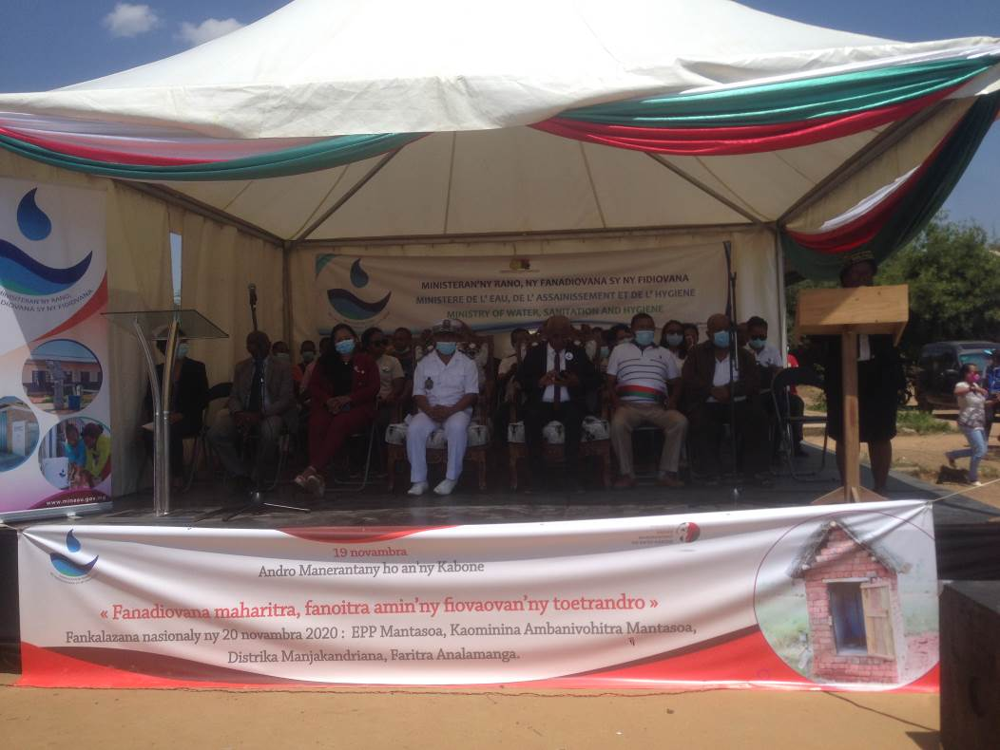 MINISTERAN'NY RANO, NY FANADIOVANA SY NY FIDIOVANA
MINISTERE DE L' EAU, DE L' ASSAINISSEMENT ET DE L' HYGIENE
MINISTRY OF WATER, SANITATION AND HYGIENE
MINISTERAN'NY RANO,
FANADIOVANA SY NY FIDIOVANA
www.mineau.gov
19 novambra
Andro Manerantany ho an'ny Kabone
« Fanadiovana maharitra, fanoitra amin'ny fiovaovan'ny toetrandro »
Fankalazana nasionaly ny 20 novambra 2020 : EPP Mantasoa, Kaominina Ambanivohitra Mantasoa,
Distrika Manjakandriana, Faritra Analamanga.